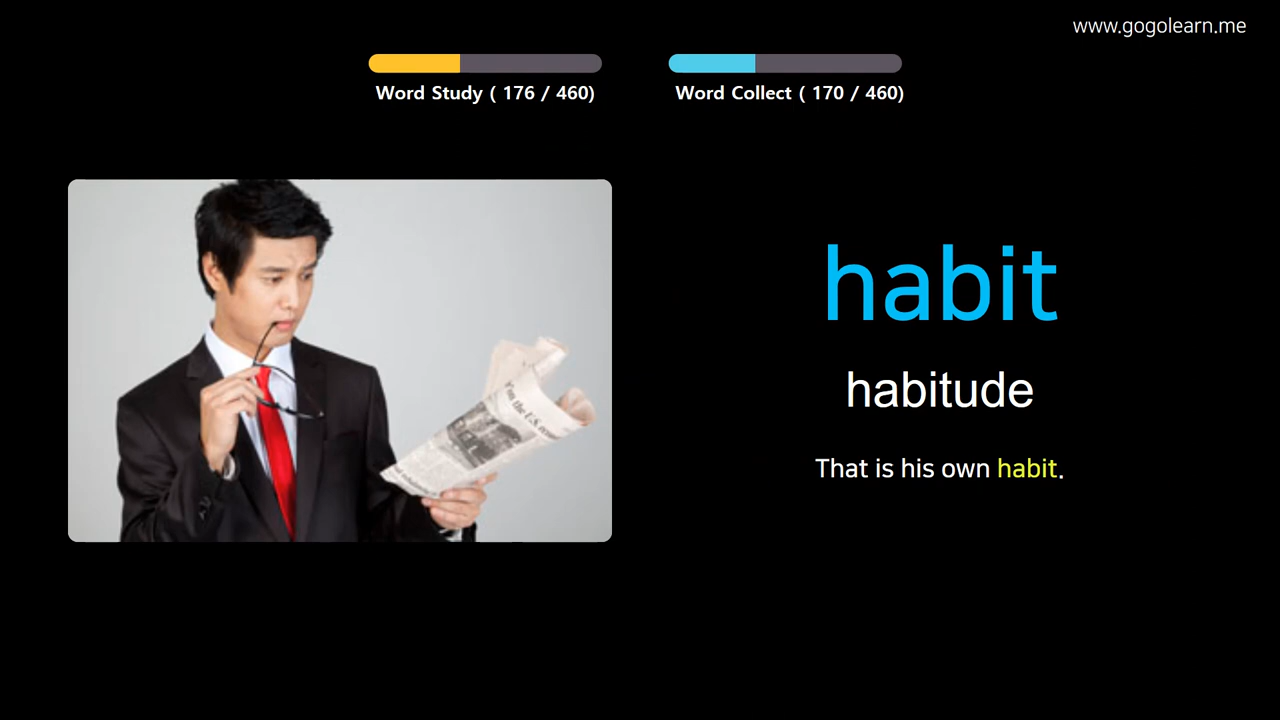 www.gogolearn.me
Word Study ( 176 / 460)
Word Collect ( 170 / 460)
habit
habitude
That is his own habit.